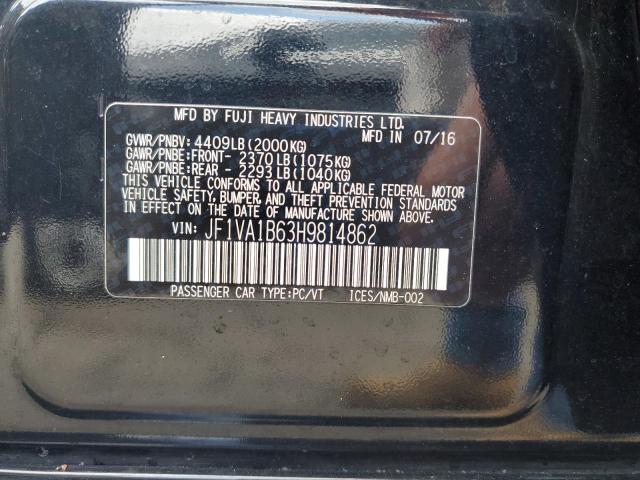 MFD BY FUJI HEAVY INDUSTRIES LTD.
MFD IN 07/16
GVWR/PNBV: 4409LB(2000KG)
GAWR/PNBE:FRONT- 2370LB(1075KG)
GAWR/PNBE:REAR - 2293LB(1040KG)
THIS VEHICLE CONFORMS TO ALL APPLICABLE FEDERAL MOTOR
VEHICLE SAFETY, BUMPER, AND THEFT PREVENTION STANDARDS
IN EFFECT ON THE DATE OF MANUFACTURE SHOWN ABOVE.
VIN: JF1VA1B63H9814862
PASSENGER CAR TYPE:PC/VT ICES/NMB-002